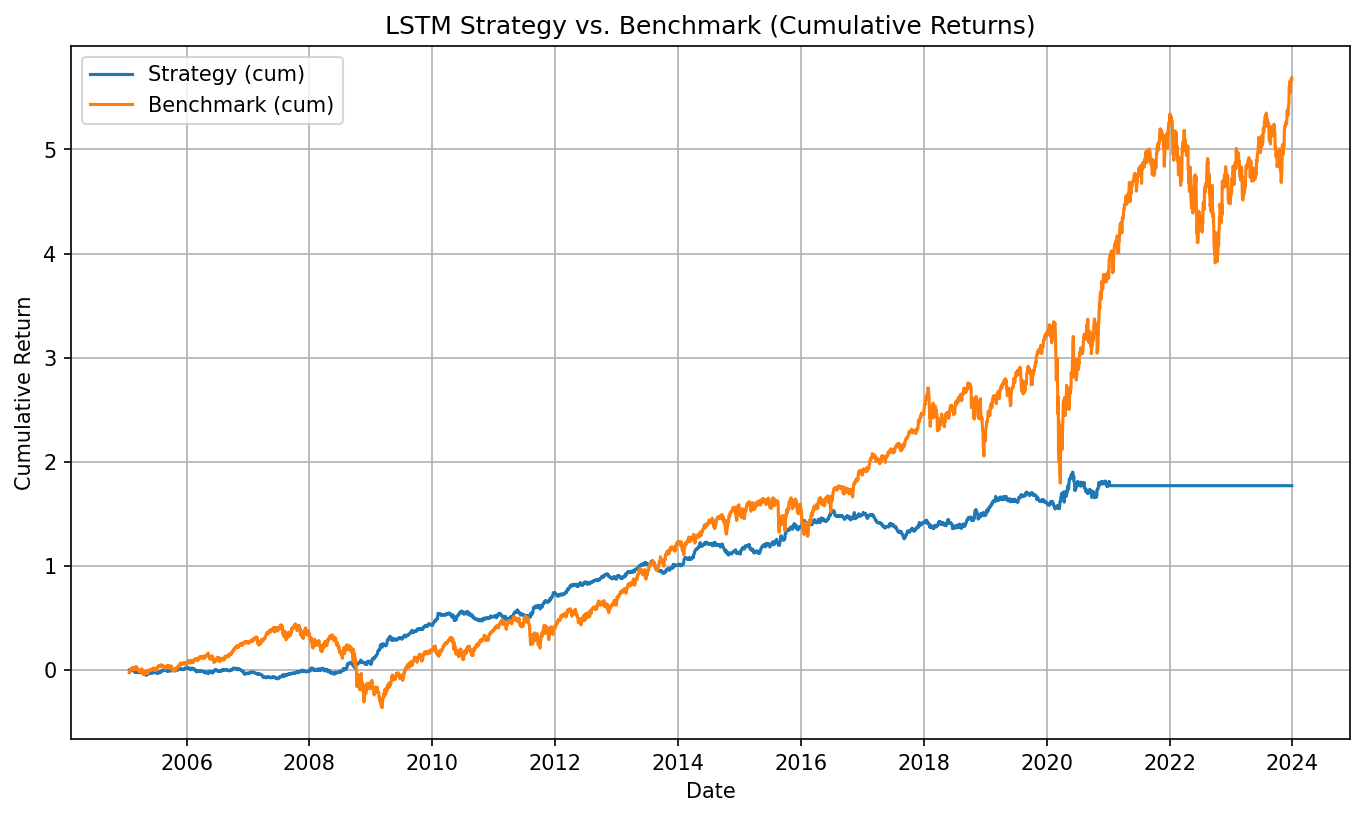 LSTM Strategy vs. Benchmark (Cumulative Returns)
Strategy (cum)
Benchmark (cum)
Cumulative Return
5
4
3
2
1
0
2006 2008 2010 2012 2014 2016 2018 2020 2022 2024
Date